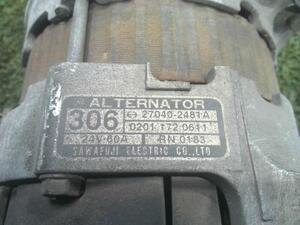 ALTERNATOR
306 27040-2481A
0201 172 0611
24V 60A RN 0183
SAWAFUJI ELECTRIC CO., LTD